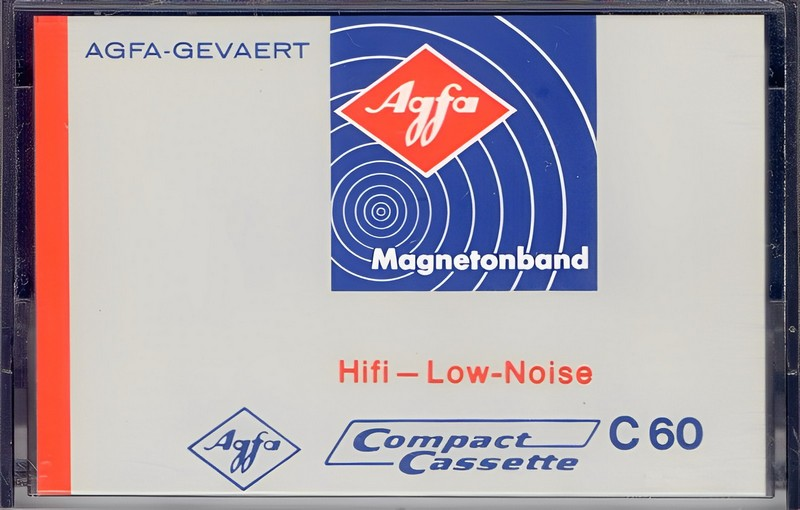 AGFA-GEVAERT
Agfa
Magnetonband
Hifi – Low-Noise
Agfa
Compact
Cassette
C 60